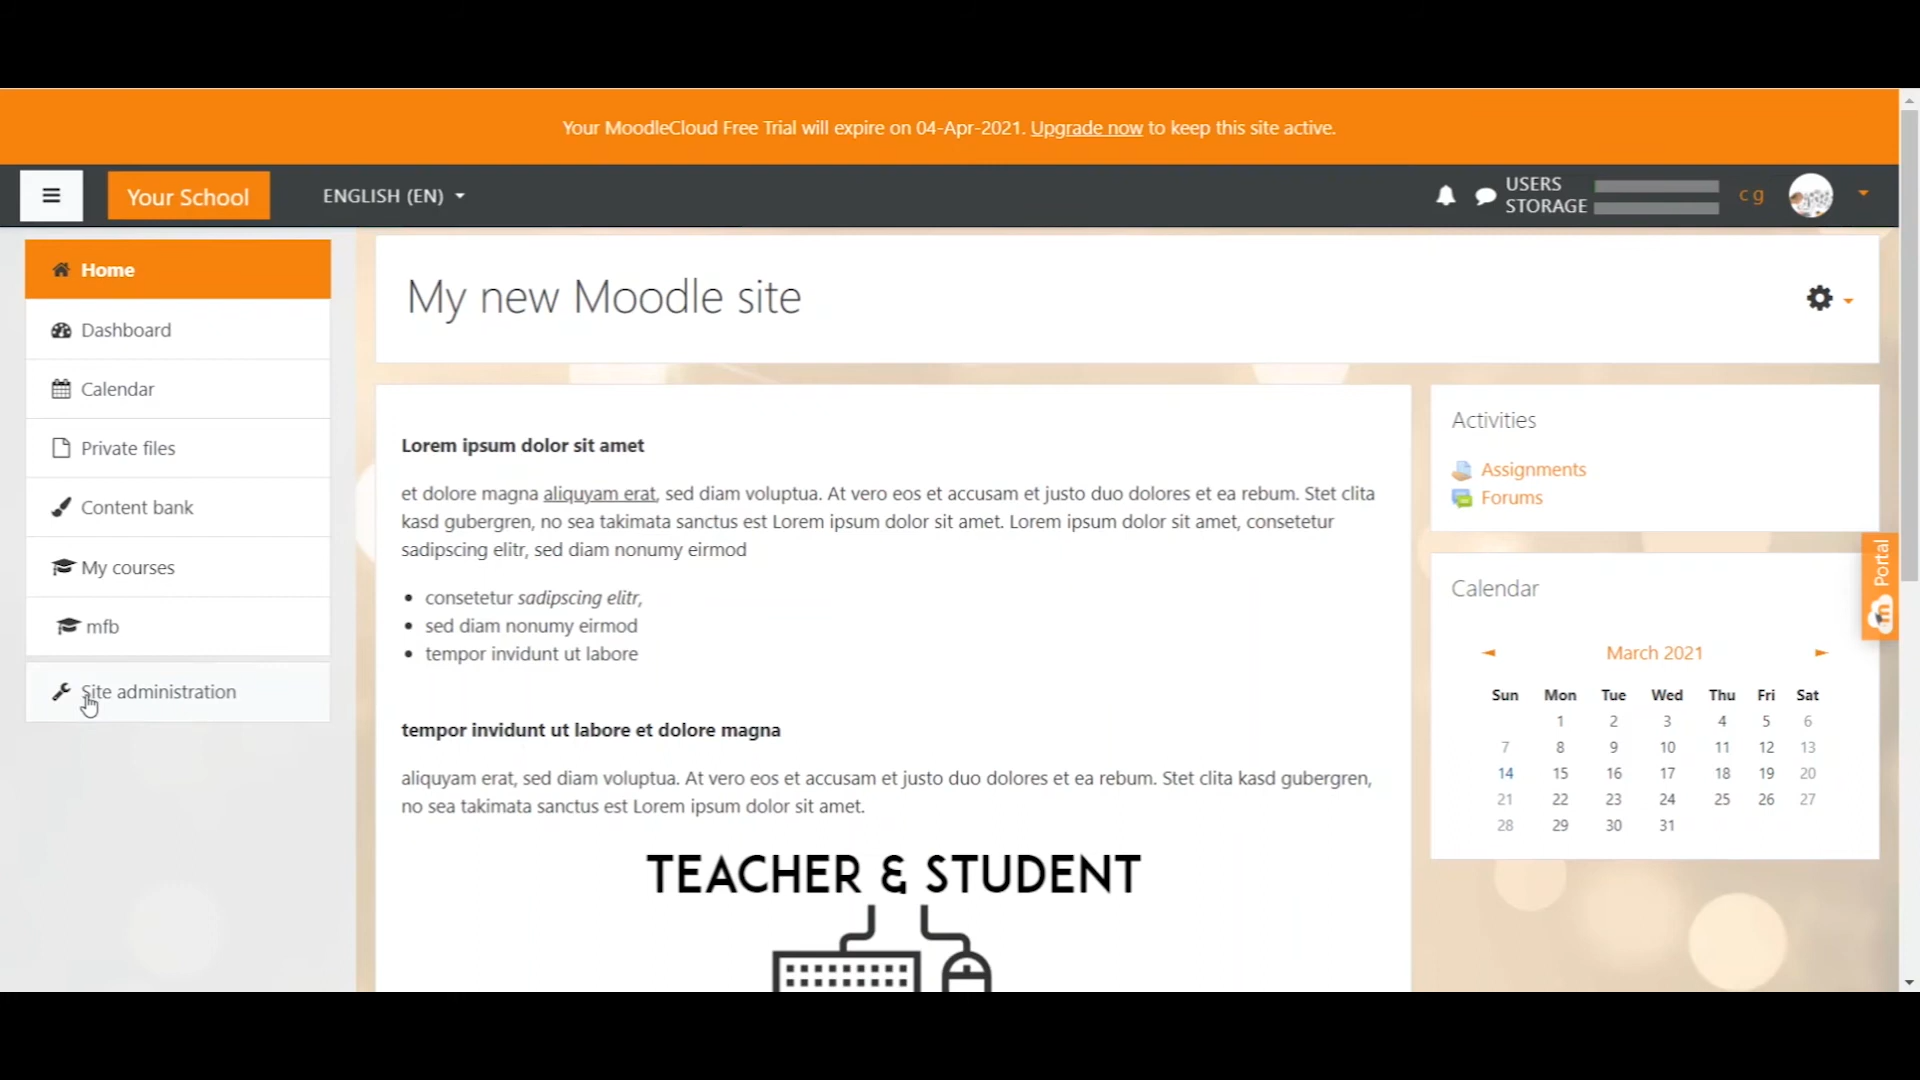 Your MoodleCloud Free Trial will expire on 04-Apr-2021. Upgrade now to keep this site active.
Your School
ENGLISH (EN)
USERS
STORAGE
c g
Home
Dashboard
Calendar
Private files
Content bank
My courses
mfb
Site administration
My new Moodle site
Lorem ipsum dolor sit amet
et dolore magna aliquyam erat, sed diam voluptua. At vero eos et accusam et justo duo dolores et ea rebum. Stet clita
kasd gubergren, no sea takimata sanctus est Lorem ipsum dolor sit amet. Lorem ipsum dolor sit amet, consetetur
sadipscing elitr, sed diam nonumy eirmod
• consetetur sadipscing elitr,
• sed diam nonumy eirmod
• tempor invidunt ut labore
tempor invidunt ut labore et dolore magna
aliquyam erat, sed diam voluptua. At vero eos et accusam et justo duo dolores et ea rebum. Stet clita kasd gubergren,
no sea takimata sanctus est Lorem ipsum dolor sit amet.
TEACHER & STUDENT
Activities
Assignments
Forums
Portal
Calendar
March 2021
Sun Mon Tue Wed Thu Fri Sat
1 2 3 4 5 6
7 8 9 10 11 12 13
14 15 16 17 18 19 20
21 22 23 24 25 26 27
28 29 30 31